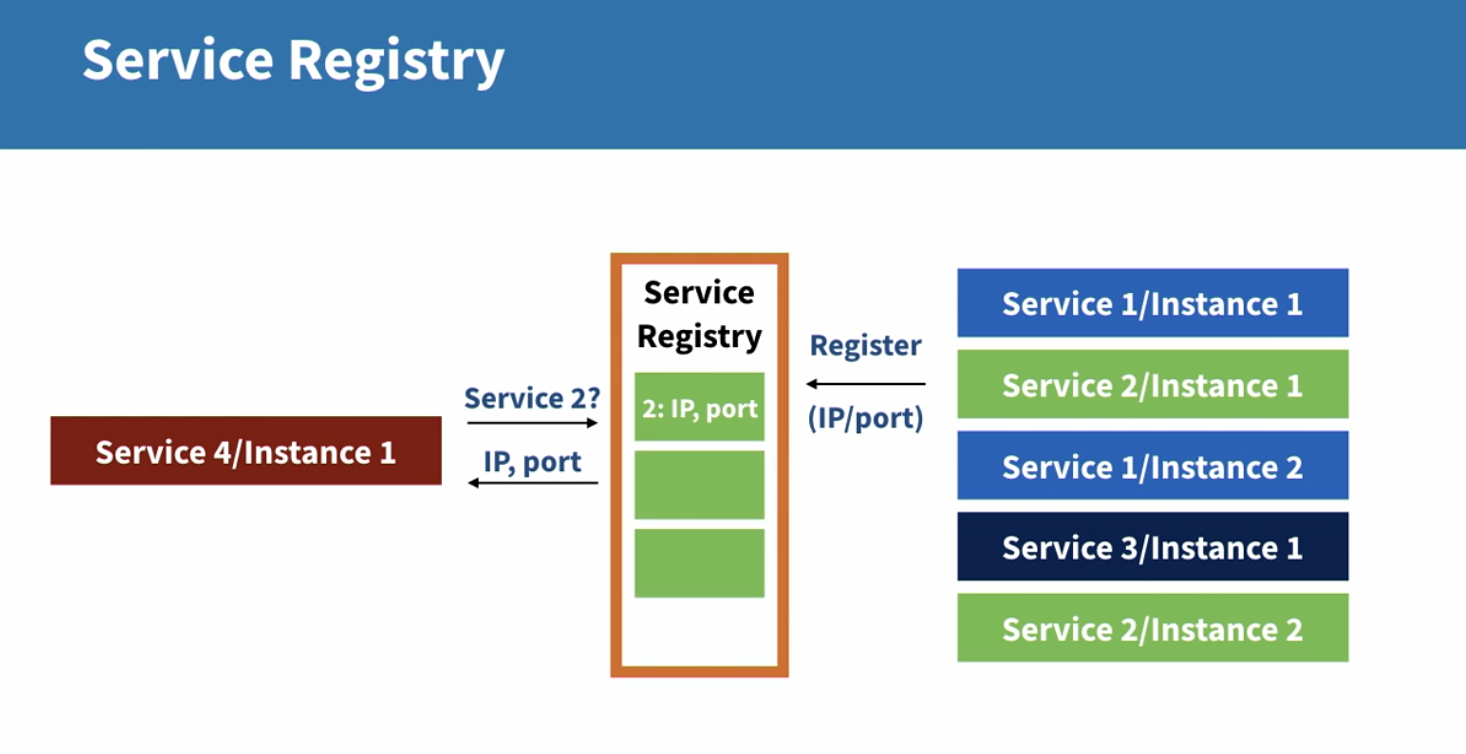 Service Registry
Service 4/Instance 1
Service 2?
IP, port
Service
Registry
2: IP, port
Register
(IP/port)
Service 1/Instance 1
Service 2/Instance 1
Service 1/Instance 2
Service 3/Instance 1
Service 2/Instance 2